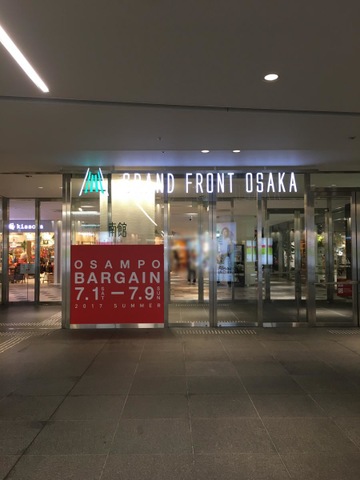 GRAND FRONT OSAKA
南館
OSAMPO
BARGAIN
7.1 SAT — 7.9 SUN
2017 SUMMER